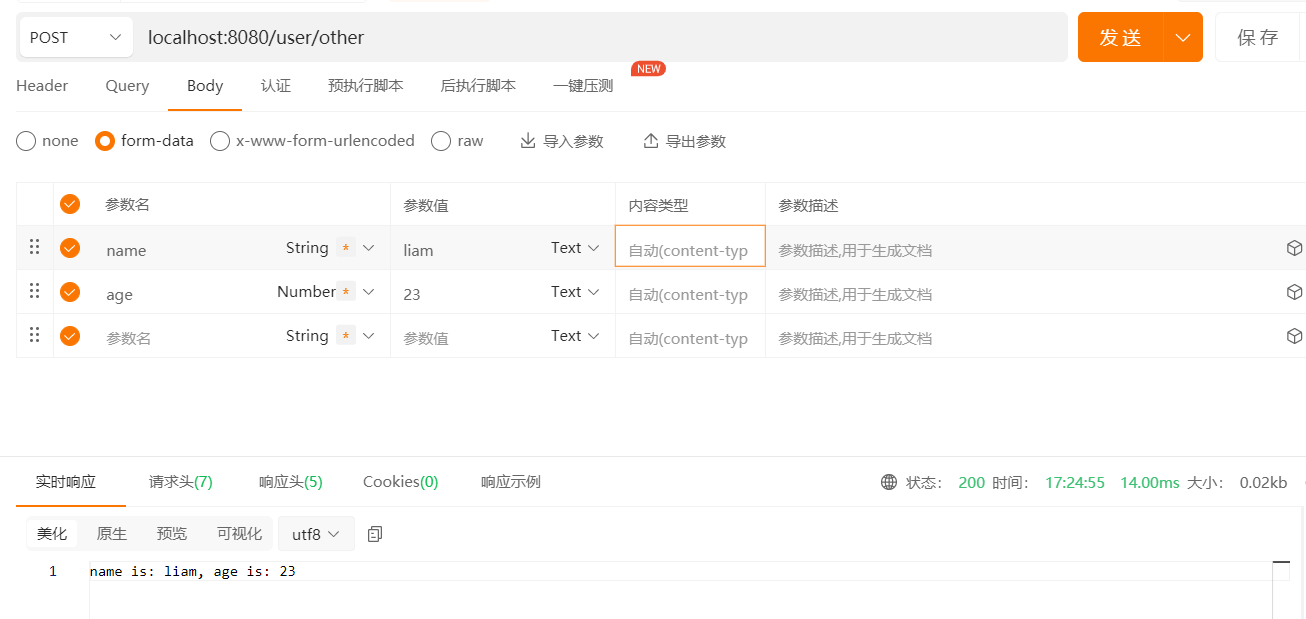 POST localhost:8080/user/other 发送 保存
Header Query Body 认证 预执行脚本 后执行脚本 一键压测 NEW
none form-data x-www-form-urlencoded raw 导入参数 导出参数
参数名 参数值 内容类型 参数描述
name String * liam Text 自动(content-typ 参数描述,用于生成文档
age Number * 23 Text 自动(content-typ 参数描述,用于生成文档
参数名 String * 参数值 Text 自动(content-typ 参数描述,用于生成文档
实时响应 请求头(7) 响应头(5) Cookies(0) 响应示例 状态: 200 时间: 17:24:55 14.00ms 大小: 0.02kb
美化 原生 预览 可视化 utf8
1 name is: liam, age is: 23